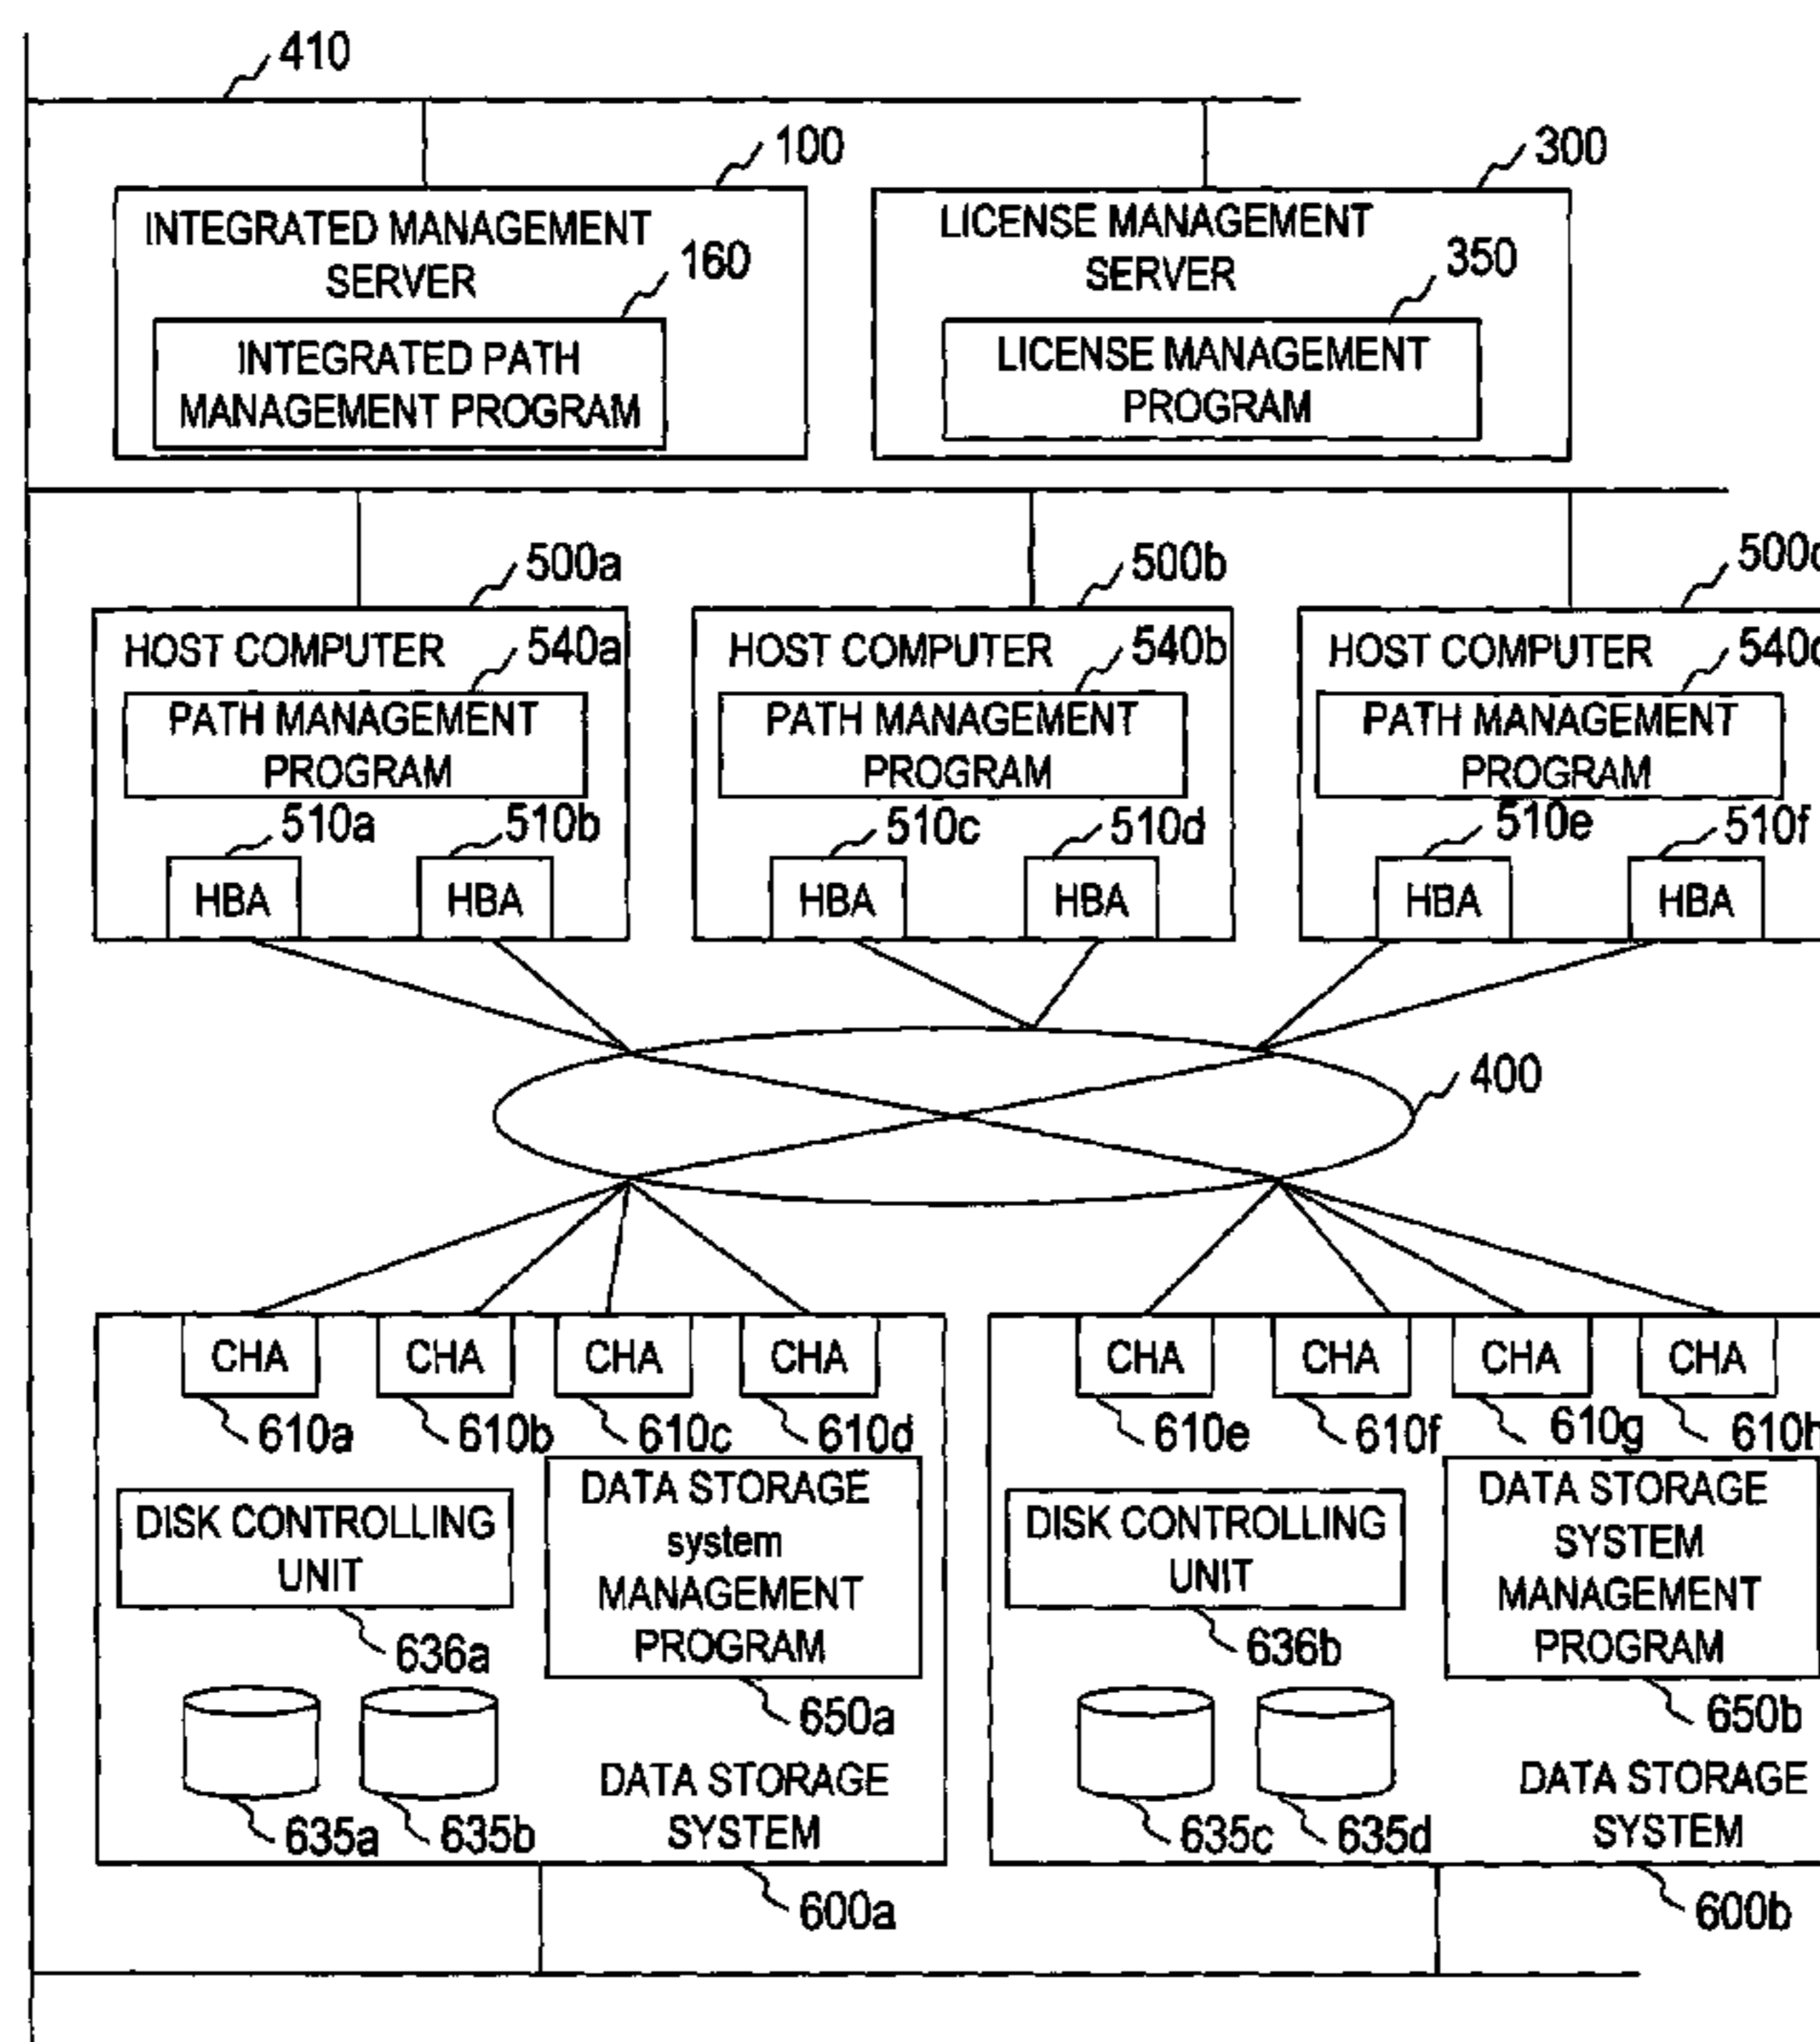 410
100
300
INTEGRATED MANAGEMENT
SERVER
160
INTEGRATED PATH
MANAGEMENT PROGRAM
LICENSE MANAGEMENT
SERVER
350
LICENSE MANAGEMENT
PROGRAM
500a
500b
500c
HOST COMPUTER
540a
HOST COMPUTER
540b
HOST COMPUTER
540c
PATH MANAGEMENT
PROGRAM
PATH MANAGEMENT
PROGRAM
PATH MANAGEMENT
PROGRAM
510a
510b
510c
510d
510e
510f
HBA
HBA
HBA
HBA
HBA
HBA
400
CHA
CHA
CHA
CHA
CHA
CHA
CHA
CHA
610a
610b
610c
610d
610e
610f
610g
610h
DISK CONTROLLING
UNIT
636a
DATA STORAGE
system
MANAGEMENT
PROGRAM
650a
DISK CONTROLLING
UNIT
636b
DATA STORAGE
SYSTEM
MANAGEMENT
PROGRAM
650b
635a
635b
DATA STORAGE
SYSTEM
635c
635d
DATA STORAGE
SYSTEM
600a
600b